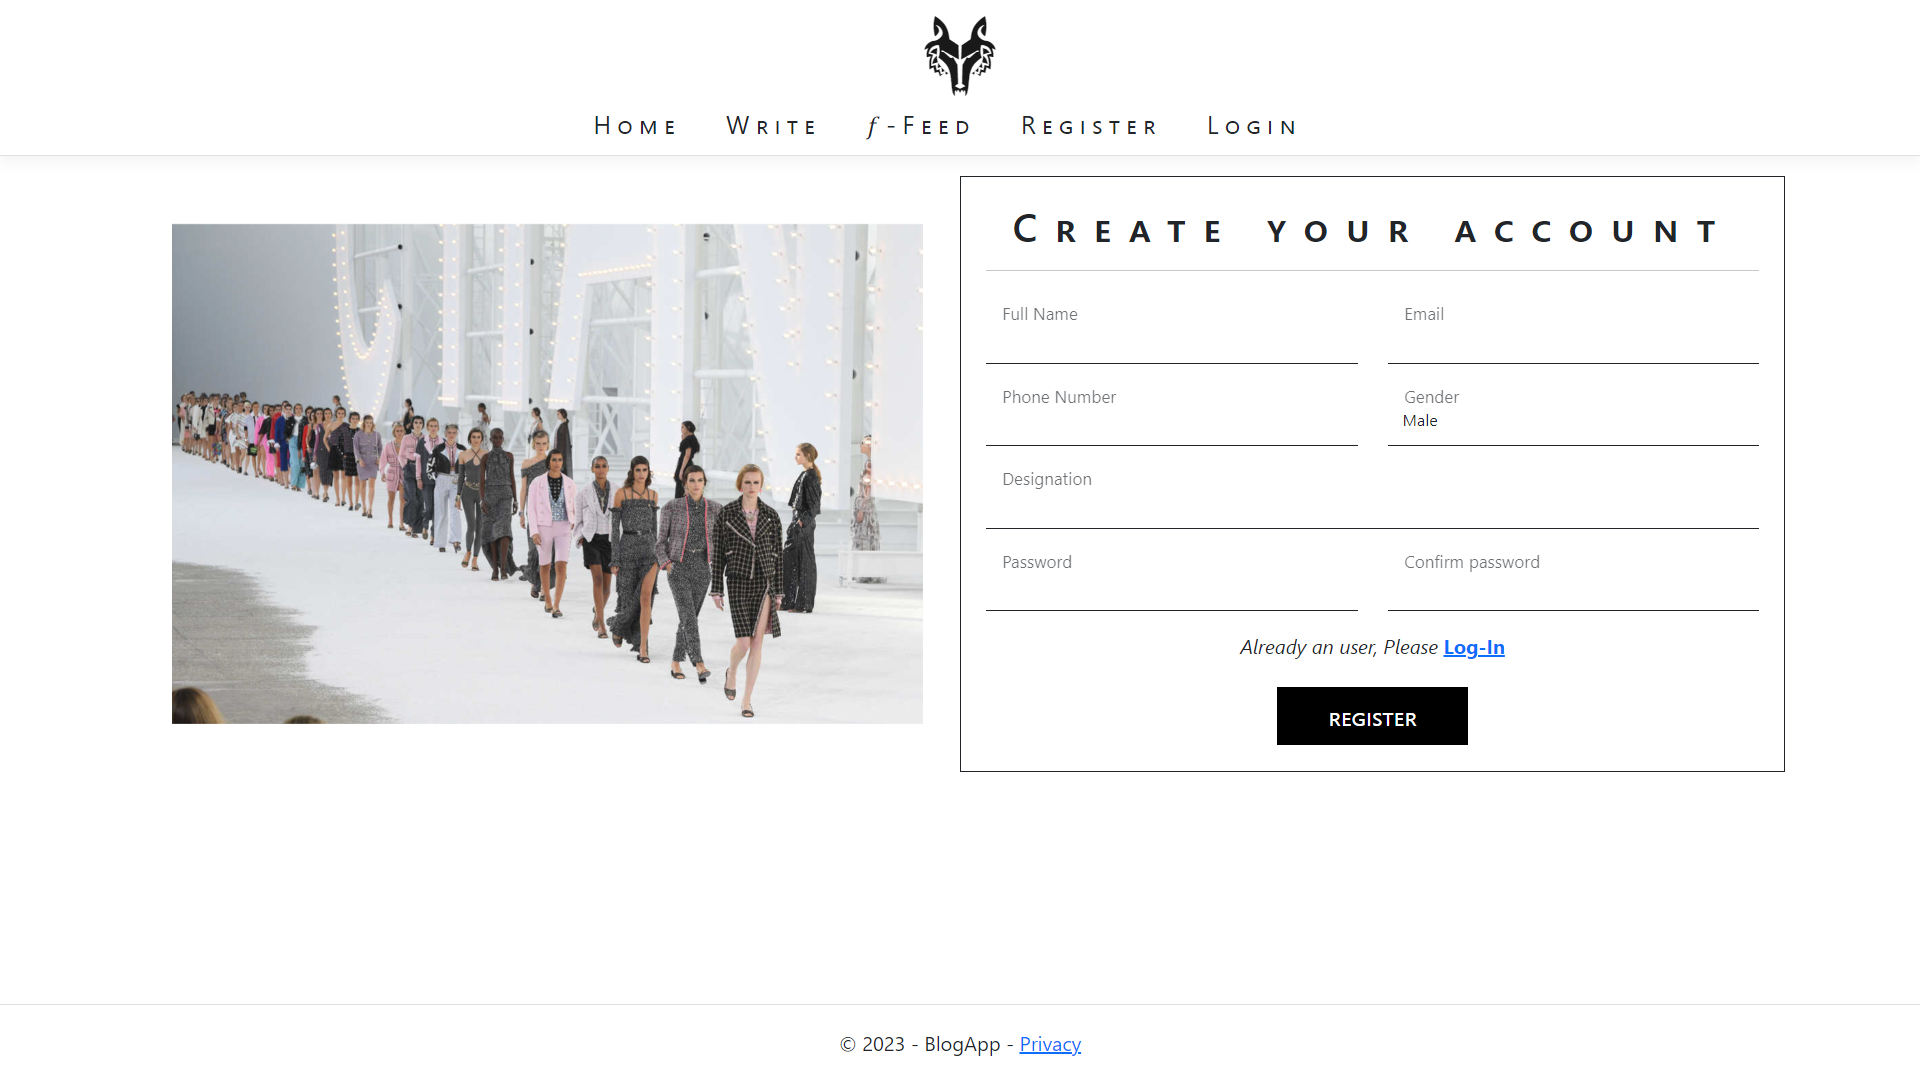 Home Write ƒ-Feed Register Login
Create your account
Full Name Email
Phone Number Gender
Male
Designation
Password Confirm password
Already an user, Please Log-In
REGISTER
© 2023 - BlogApp - Privacy